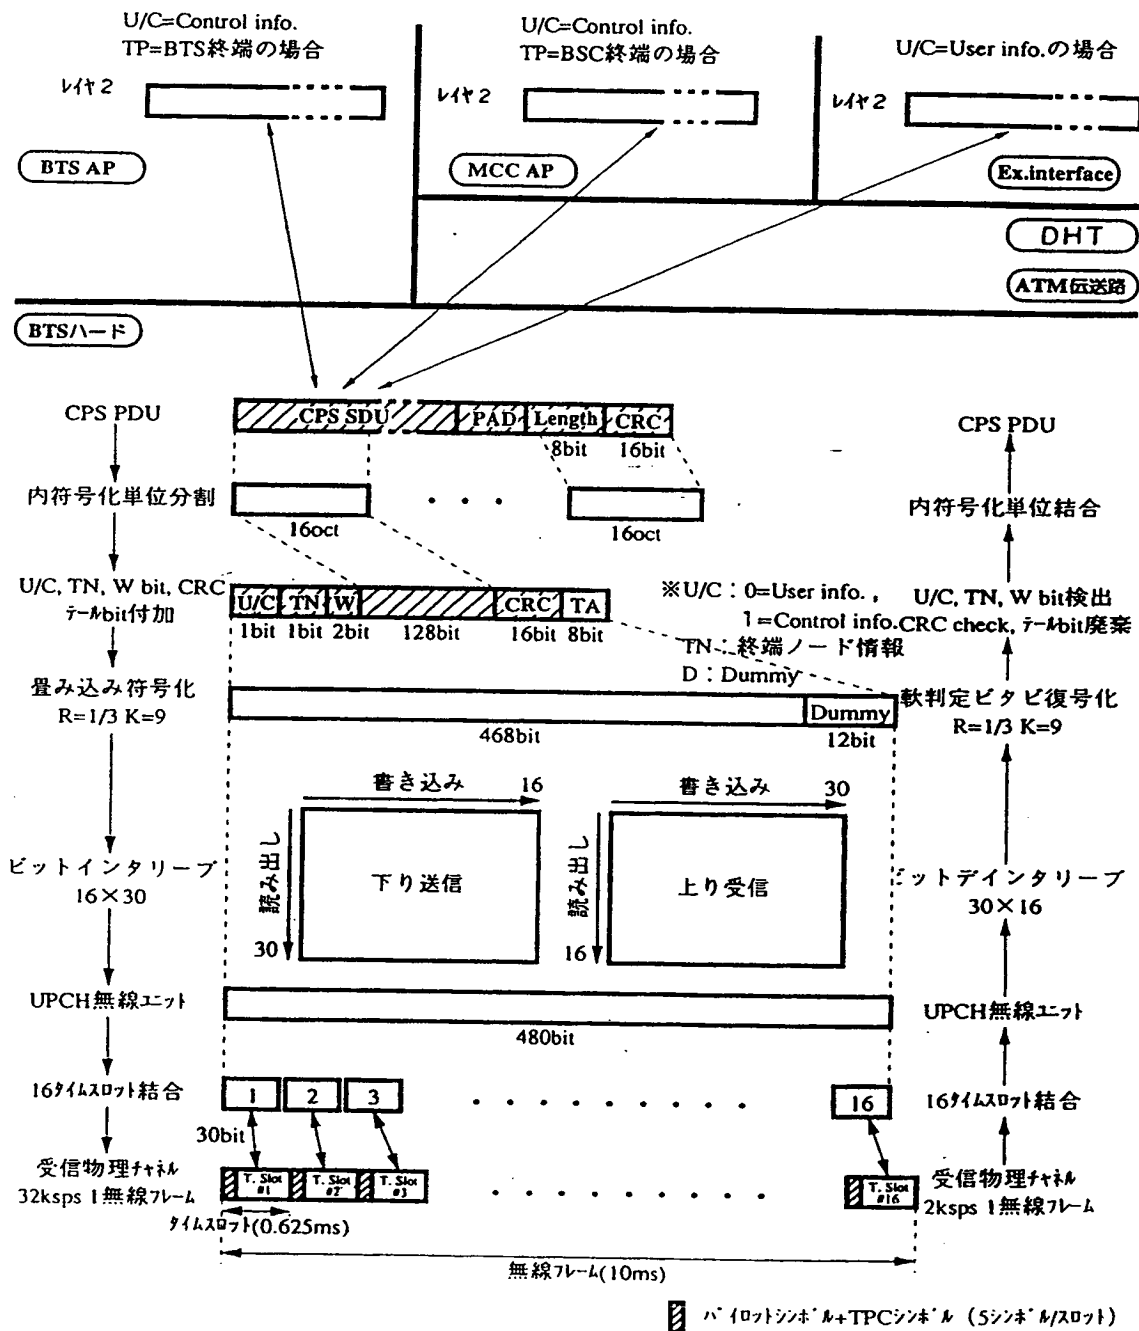 U/C=Control info.
TP=BTS終端の場合
U/C=Control info.
TP=BSC終端の場合
U/C=User info.の場合
ﾚｲﾔ2
ﾚｲﾔ2
レイヤ2
BTS AP
MCC AP
Ex.interface
DHT
ATM伝送路
BTSハード
CPS PDU
CPS SDU
PAD
Length
CRC
CPS PDU
8bit
16bit
内符号化単位分割
・ ・ ・
内符号化単位結合
16oct
16oct
U/C, TN, W bit, CRC
ﾃｰﾙbit付加
U/C
TN
W
CRC
TA
1bit
1bit
2bit
128bit
16bit
8bit
※U/C：0=User info.,
1=Control info.
TN：終端ノード情報
D：Dummy
U/C, TN, W bit検出
CRC check, ﾃｰﾙbit廃棄
畳み込み符号化
R=1/3 K=9
Dummy
468bit
12bit
軟判定ビタビ復号化
R=1/3 K=9
書き込み
16
書き込み
30
読み出し
下り送信
30
読み出し
上り受信
16
ビットインタリーブ
16×30
ビットデインタリーブ
30×16
UPCH無線ﾕﾆｯﾄ
480bit
UPCH無線ﾕﾆｯﾄ
16ﾀｲﾑｽﾛｯﾄ結合
1
2
3
・ ・ ・ ・ ・ ・ ・ ・ ・
16
16ﾀｲﾑｽﾛｯﾄ結合
30bit
受信物理ﾁｬﾈﾙ
32ksps 1無線ﾌﾚｰﾑ
T. Slot
#1
T. Slot
#2
T. Slot
#3
・ ・ ・ ・ ・ ・ ・ ・ ・ ・
T. Slot
#16
受信物理ﾁｬﾈﾙ
2ksps 1無線ﾌﾚｰﾑ
ﾀｲﾑｽﾛｯﾄ(0.625ms)
無線ﾌﾚｰﾑ(10ms)
ﾊﾟｲﾛｯﾄｼﾝﾎﾞﾙ+TPCｼﾝﾎﾞﾙ (5ｼﾝﾎﾞﾙ/ｽﾛｯﾄ)